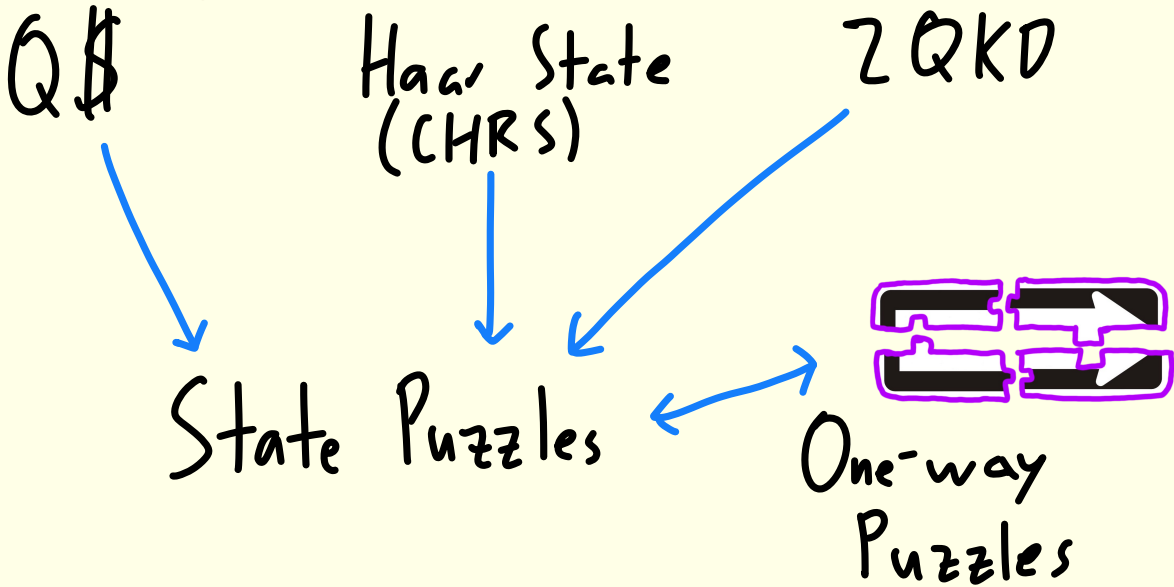 Q$
Haar State
(CHRS)
2QKD
State Puzzles
One-way
Puzzles